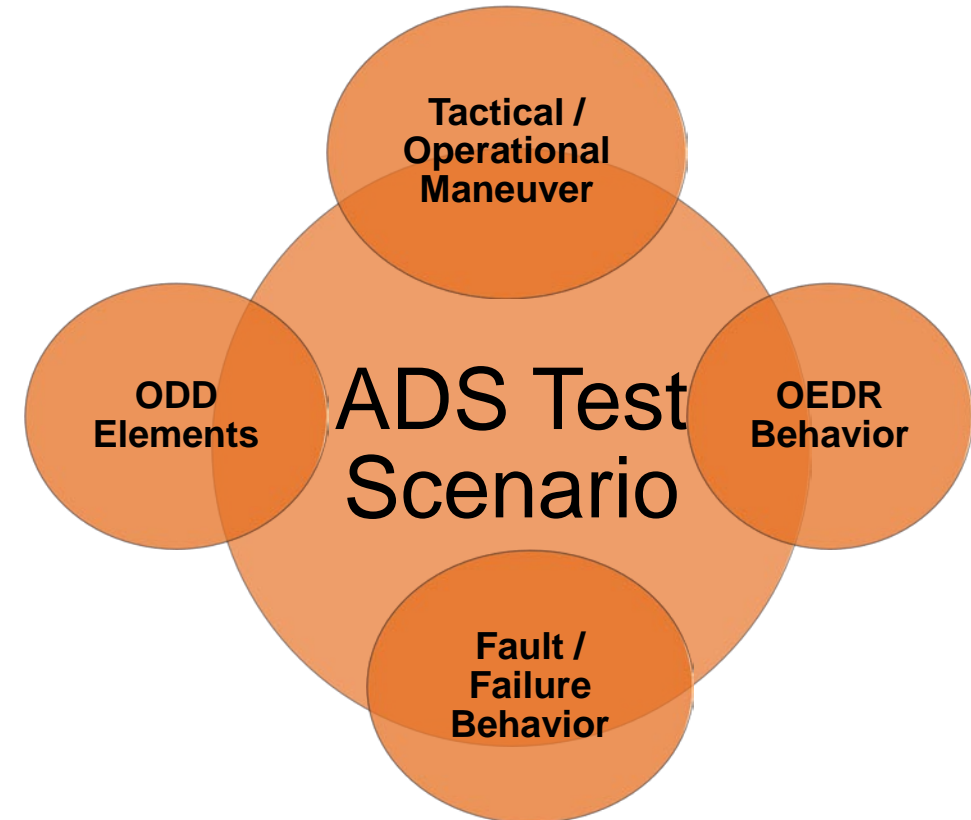 Tactical /
Operational
Maneuver
ODD
Elements
ADS Test
Scenario
OEDR
Behavior
Fault /
Failure
Behavior